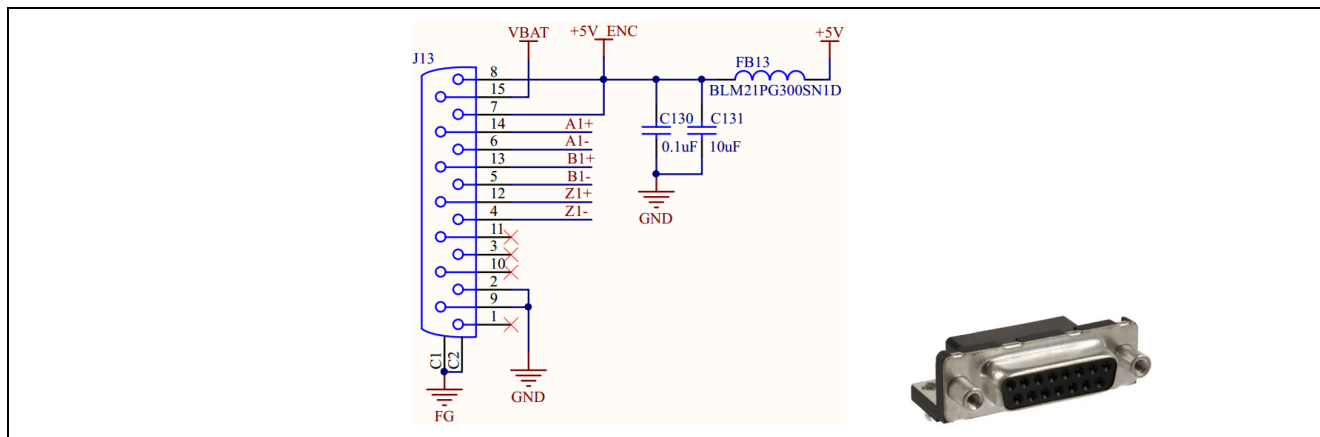 VBAT
+5V_ENC
+5V
J13
FB13
BLM21PG300SN1D
8
15
7
14 A1+
6 A1-
13 B1+
5 B1-
12 Z1+
4 Z1-
11
3
10
2
9
1
C130
0.1uF
C131
10uF
GND
C1
C2
FG
GND